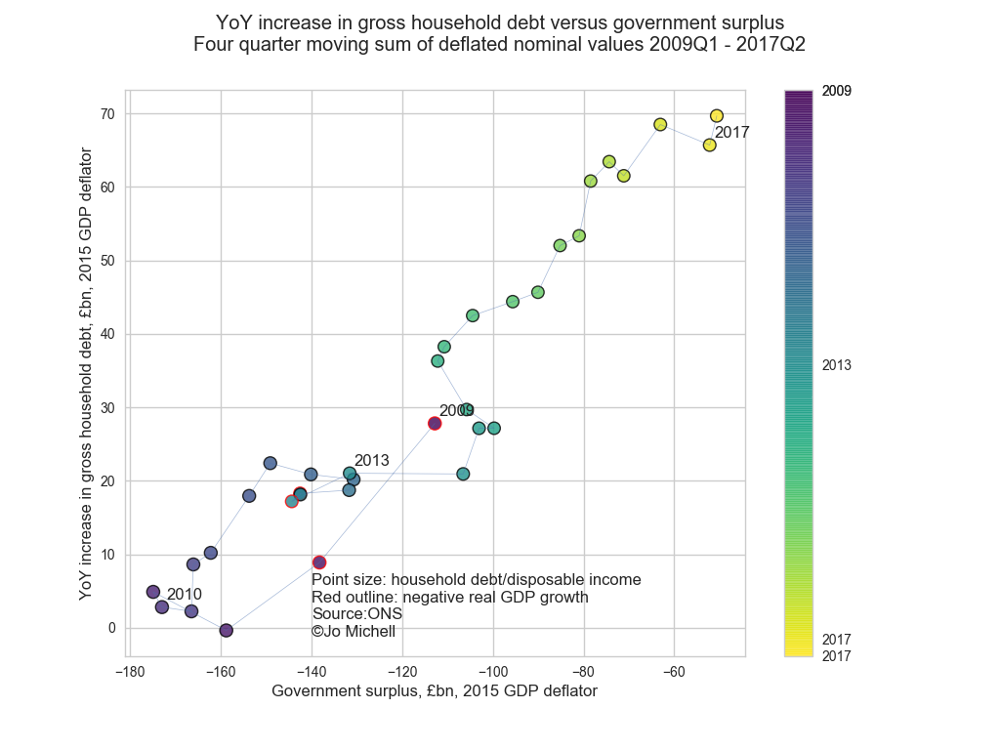 YoY increase in gross household debt versus government surplus
Four quarter moving sum of deflated nominal values 2009Q1 - 2017Q2
YoY increase in gross household debt, £bn, 2015 GDP deflator
70
60
50
40
30
20
10
0
2017
2009
2013
2010
Point size: household debt/disposable income
Red outline: negative real GDP growth
Source:ONS
©Jo Michell
−180 −160 −140 −120 −100 −80 −60
Government surplus, £bn, 2015 GDP deflator
2009
2013
2017
2017